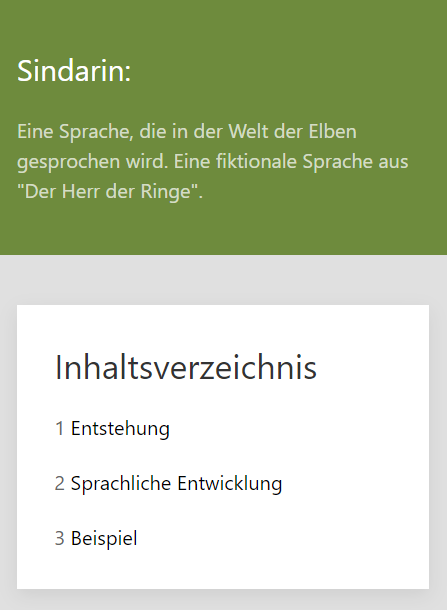 Sindarin:
Eine Sprache, die in der Welt der Elben
gesprochen wird. Eine fiktionale Sprache aus
"Der Herr der Ringe".
Inhaltsverzeichnis
1 Entstehung
2 Sprachliche Entwicklung
3 Beispiel